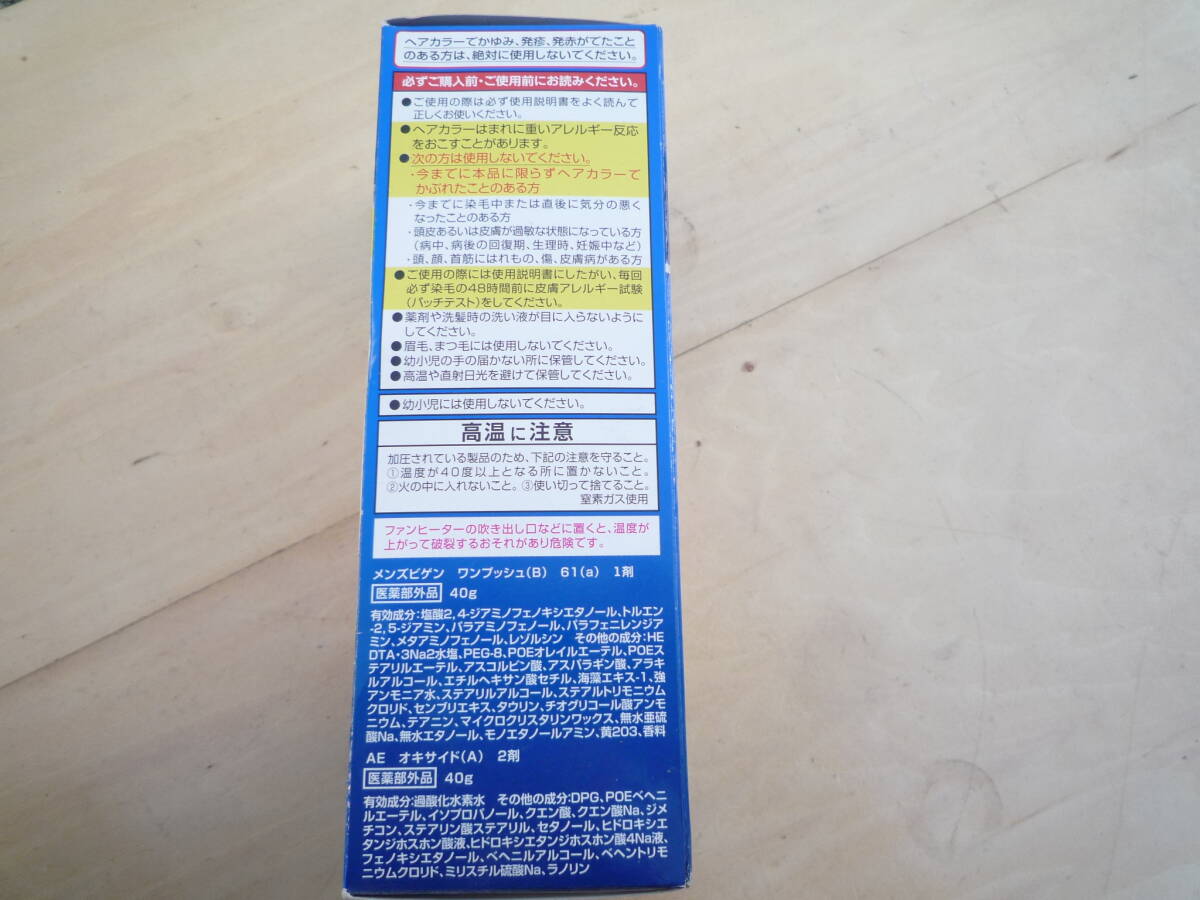 ヘアカラーでかゆみ、発疹、発赤がでたこと
のある方は、絶対に使用しないでください。
必ずご購入前・ご使用前にお読みください。
●ご使用の際は必ず使用説明書をよく読んで
正しくお使いください。
●ヘアカラーはまれに重いアレルギー反応
をおこすことがあります。
●次の方は使用しないでください。
・今までに本品に限らずヘアカラーで
かぶれたことのある方
・今までに染毛中または直後に気分の悪く
なったことのある方
・頭皮あるいは皮膚が過敏な状態になっている方
(病中、病後の回復期、生理時、妊娠中など)
・頭、顔、首筋にはれもの、傷、皮膚病がある方
●ご使用の際には使用説明書にしたがい、毎回
必ず染毛の48時間前に皮膚アレルギー試験
(パッチテスト)をしてください。
●薬剤や洗髪時の洗い液が目に入らないように
してください。
●眉毛、まつ毛には使用しないでください。
●幼小児の手の届かない所に保管してください。
●高温や直射日光を避けて保管してください。
●幼小児には使用しないでください。
高温に注意
加圧されている製品のため、下記の注意を守ること。
①温度が40度以上となる所に置かないこと。
②火の中に入れないこと。③使い切って捨てること。
窒素ガス使用
ファンヒーターの吹き出し口などに置くと、温度が
上がって破裂するおそれがあり危険です。
メンズビゲン ワンプッシュ(B) 61(a) 1剤
医薬部外品 40g
有効成分:塩酸2,4-ジアミノフェノキシエタノール、トルエン
-2,5-ジアミン、パラアミノフェノール、パラフェニレンジア
ミン、メタアミノフェノール、レゾルシン その他の成分:HE
DTA・3Na2水塩、PEG-8、POEオレイルエーテル、POEス
テアリルエーテル、アスコルビン酸、アスパラギン酸、アラキ
ルアルコール、エチルヘキサン酸セチル、海藻エキス-1、強
アンモニア水、ステアリルアルコール、ステアルトリモニウム
クロリド、センブリエキス、タウリン、チオグリコール酸アンモ
ニウム、テアニン、マイクロクリスタリンワックス、無水亜硫
酸Na、無水エタノール、モノエタノールアミン、黄203、香料
AE オキサイド(A) 2剤
医薬部外品 40g
有効成分:過酸化水素水 その他の成分:DPG、POEベヘニ
ルエーテル、イソプロパノール、クエン酸、クエン酸Na、ジメ
チコン、ステアリン酸ステアリル、セタノール、ヒドロキシエ
タンジホスホン酸液、ヒドロキシエタンジホスホン酸4Na液、
フェノキシエタノール、ベヘニルアルコール、ベヘントリモ
ニウムクロリド、ミリスチル硫酸Na、ラノリン